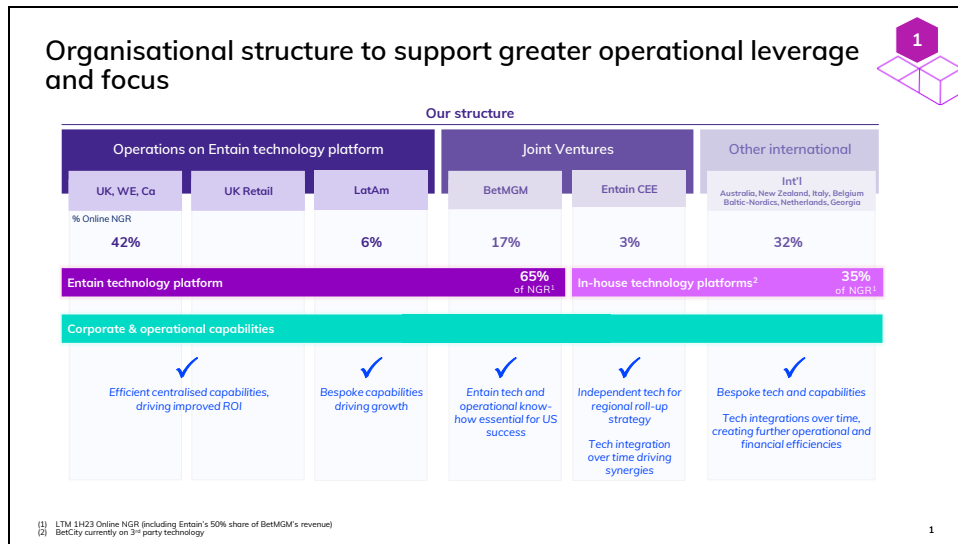 Organisational structure to support greater operational leverage
and focus
1
Our structure
Operations on Entain technology platform
Joint Ventures
Other international
UK, WE, Ca
UK Retail
LatAm
BetMGM
Entain CEE
Int'l
Australia, New Zealand, Italy, Belgium
Baltic-Nordics, Netherlands, Georgia
% Online NGR
42%
6%
17%
3%
32%
Entain technology platform
65%
of NGR¹
In-house technology platforms²
35%
of NGR¹
Corporate & operational capabilities
Efficient centralised capabilities,
driving improved ROI
Bespoke capabilities
driving growth
Entain tech and
operational know-
how essential for US
success
Independent tech for
regional roll-up
strategy
Tech integration
over time driving
synergies
Bespoke tech and capabilities
Tech integrations over time,
creating further operational and
financial efficiencies
(1) LTM 1H23 Online NGR (including Entain's 50% share of BetMGM's revenue)
(2) BetCity currently on 3rd party technology
1